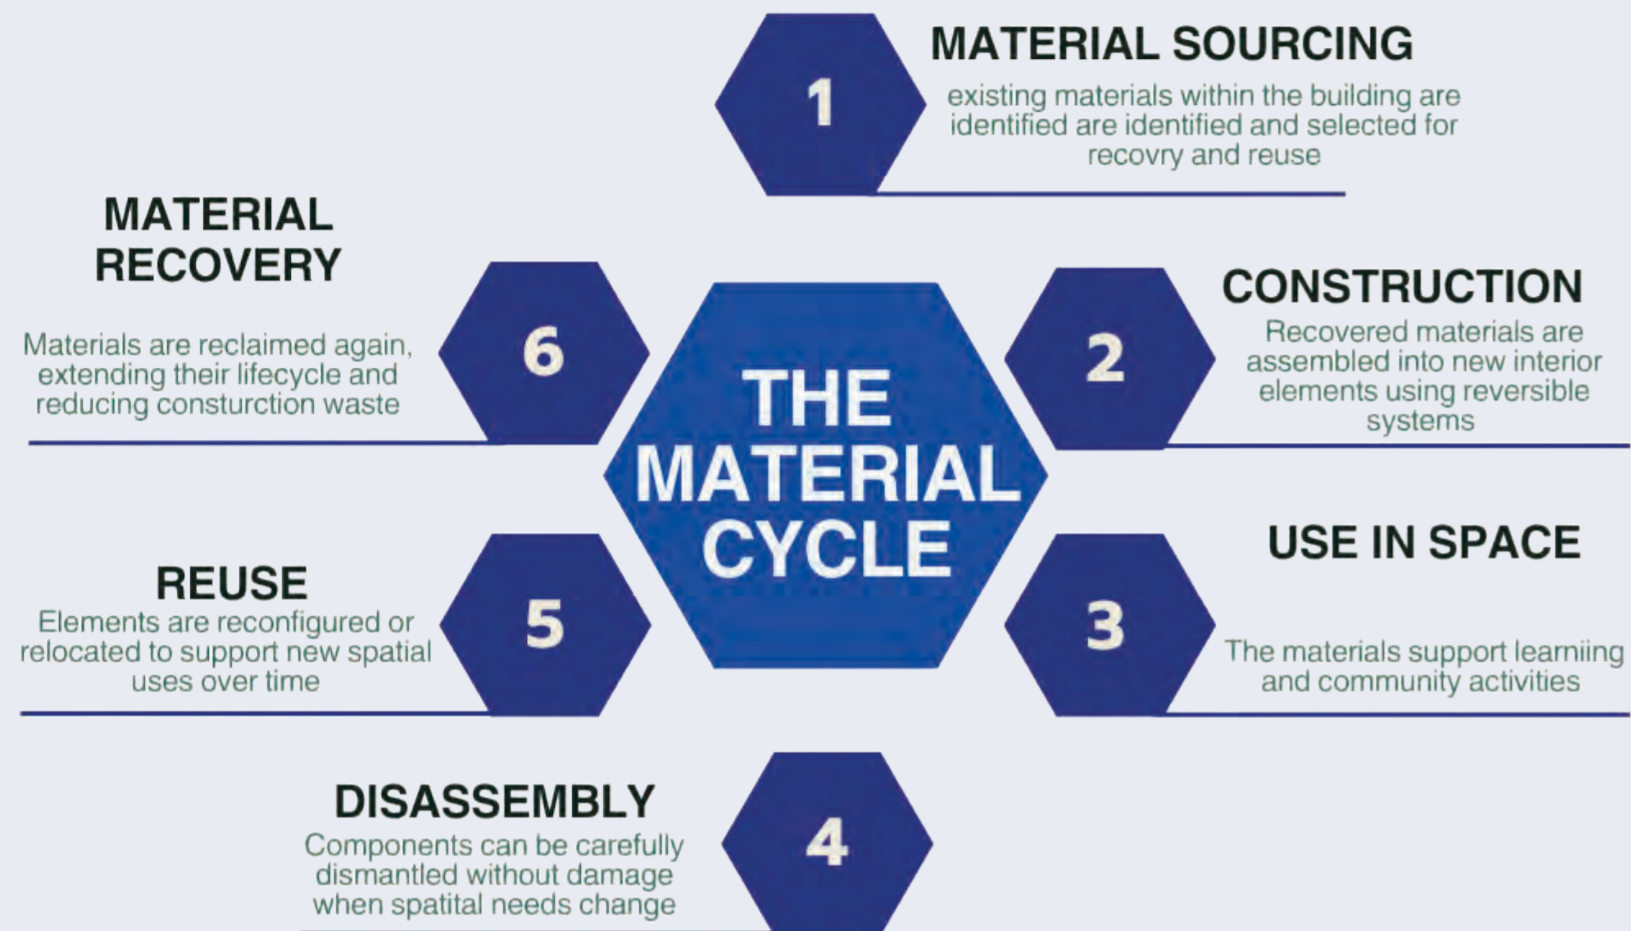 1
MATERIAL SOURCING
existing materials within the building are
identified are identified and selected for
recovry and reuse
2
CONSTRUCTION
Recovered materials are
assembled into new interior
elements using reversible
systems
3
USE IN SPACE
The materials support learniing
and community activities
4
DISASSEMBLY
Components can be carefully
dismantled without damage
when spatital needs change
5
REUSE
Elements are reconfigured or
relocated to support new spatial
uses over time
6
MATERIAL
RECOVERY
Materials are reclaimed again,
extending their lifecycle and
reducing consturction waste
THE
MATERIAL
CYCLE